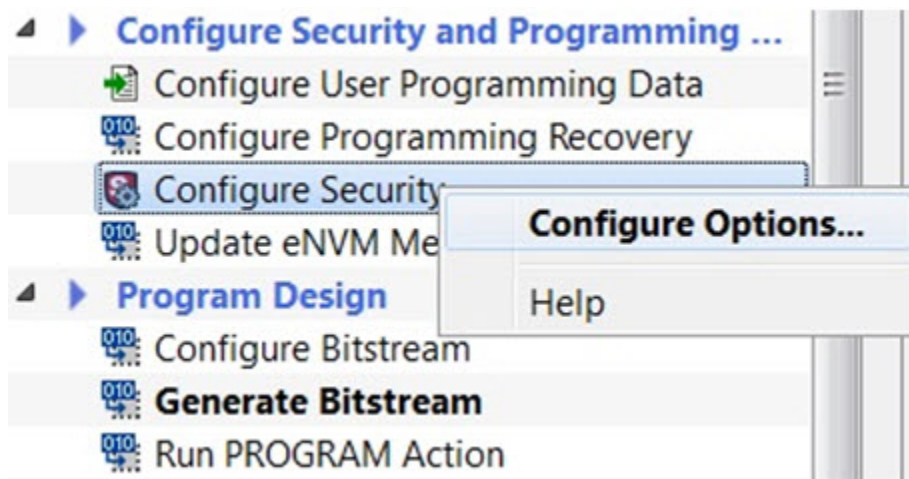 Configure Security and Programming ...
Configure User Programming Data
Configure Programming Recovery
Configure Security
Configure Options...
Update eNVM Me
Help
Program Design
Configure Bitstream
Generate Bitstream
Run PROGRAM Action